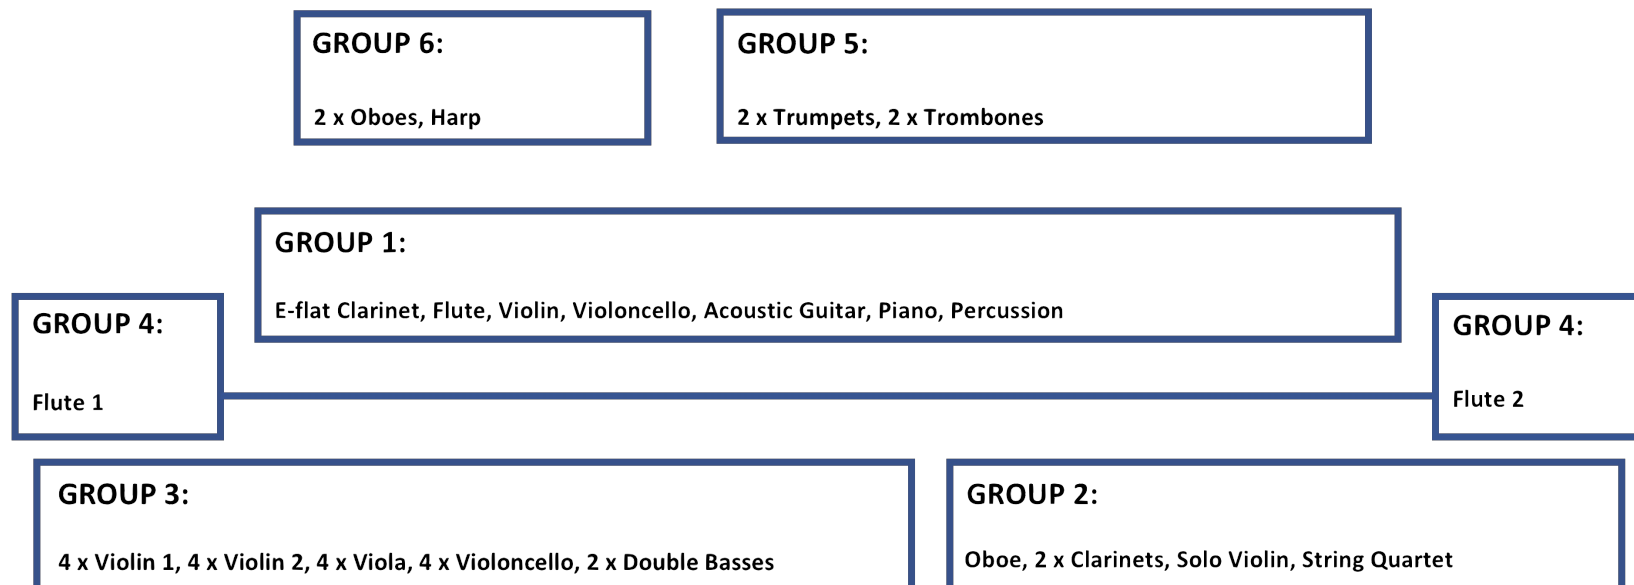 GROUP 6:
2 x Oboes, Harp
GROUP 5:
2 x Trumpets, 2 x Trombones
GROUP 1:
E-flat Clarinet, Flute, Violin, Violoncello, Acoustic Guitar, Piano, Percussion
GROUP 4:
Flute 1
GROUP 4:
Flute 2
GROUP 3:
4 x Violin 1, 4 x Violin 2, 4 x Viola, 4 x Violoncello, 2 x Double Basses
GROUP 2:
Oboe, 2 x Clarinets, Solo Violin, String Quartet